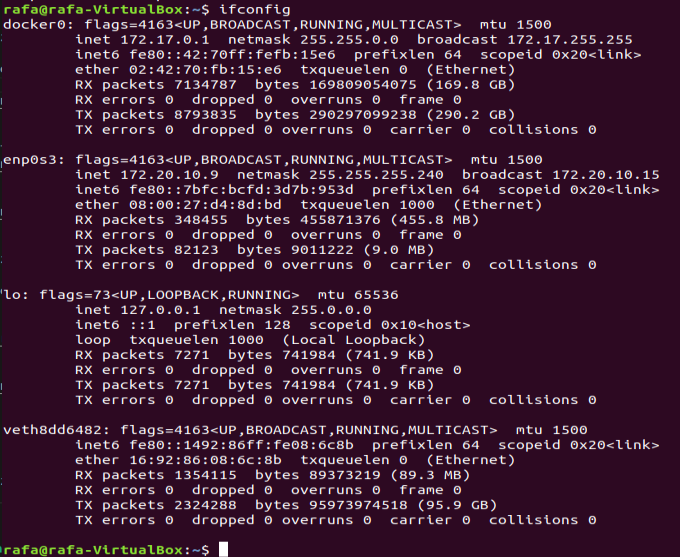 rafa@rafa-VirtualBox:~$ ifconfig
docker0: flags=4163<UP,BROADCAST,RUNNING,MULTICAST>  mtu 1500
        inet 172.17.0.1  netmask 255.255.0.0  broadcast 172.17.255.255
        inet6 fe80::42:70ff:fefb:15e6  prefixlen 64  scopeid 0x20<link>
        ether 02:42:70:fb:15:e6  txqueuelen 0  (Ethernet)
        RX packets 7134787  bytes 169809054075 (169.8 GB)
        RX errors 0  dropped 0  overruns 0  frame 0
        TX packets 8793835  bytes 290297099238 (290.2 GB)
        TX errors 0  dropped 0 overruns 0  carrier 0  collisions 0

enp0s3: flags=4163<UP,BROADCAST,RUNNING,MULTICAST>  mtu 1500
        inet 172.20.10.9  netmask 255.255.255.240  broadcast 172.20.10.15
        inet6 fe80::7bfc:bcfd:3d7b:953d  prefixlen 64  scopeid 0x20<link>
        ether 08:00:27:d4:8d:bd  txqueuelen 1000  (Ethernet)
        RX packets 348455  bytes 455871376 (455.8 MB)
        RX errors 0  dropped 0  overruns 0  frame 0
        TX packets 82123  bytes 9011222 (9.0 MB)
        TX errors 0  dropped 0 overruns 0  carrier 0  collisions 0

lo: flags=73<UP,LOOPBACK,RUNNING>  mtu 65536
        inet 127.0.0.1  netmask 255.0.0.0
        inet6 ::1  prefixlen 128  scopeid 0x10<host>
        loop  txqueuelen 1000  (Local Loopback)
        RX packets 7271  bytes 741984 (741.9 KB)
        RX errors 0  dropped 0  overruns 0  frame 0
        TX packets 7271  bytes 741984 (741.9 KB)
        TX errors 0  dropped 0 overruns 0  carrier 0  collisions 0

veth8dd6482: flags=4163<UP,BROADCAST,RUNNING,MULTICAST>  mtu 1500
        inet6 fe80::1492:86ff:fe08:6c8b  prefixlen 64  scopeid 0x20<link>
        ether 16:92:86:08:6c:8b  txqueuelen 0  (Ethernet)
        RX packets 1354115  bytes 89373219 (89.3 MB)
        RX errors 0  dropped 0  overruns 0  frame 0
        TX packets 2324288  bytes 95973974518 (95.9 GB)
        TX errors 0  dropped 0 overruns 0  carrier 0  collisions 0

rafa@rafa-VirtualBox:~$